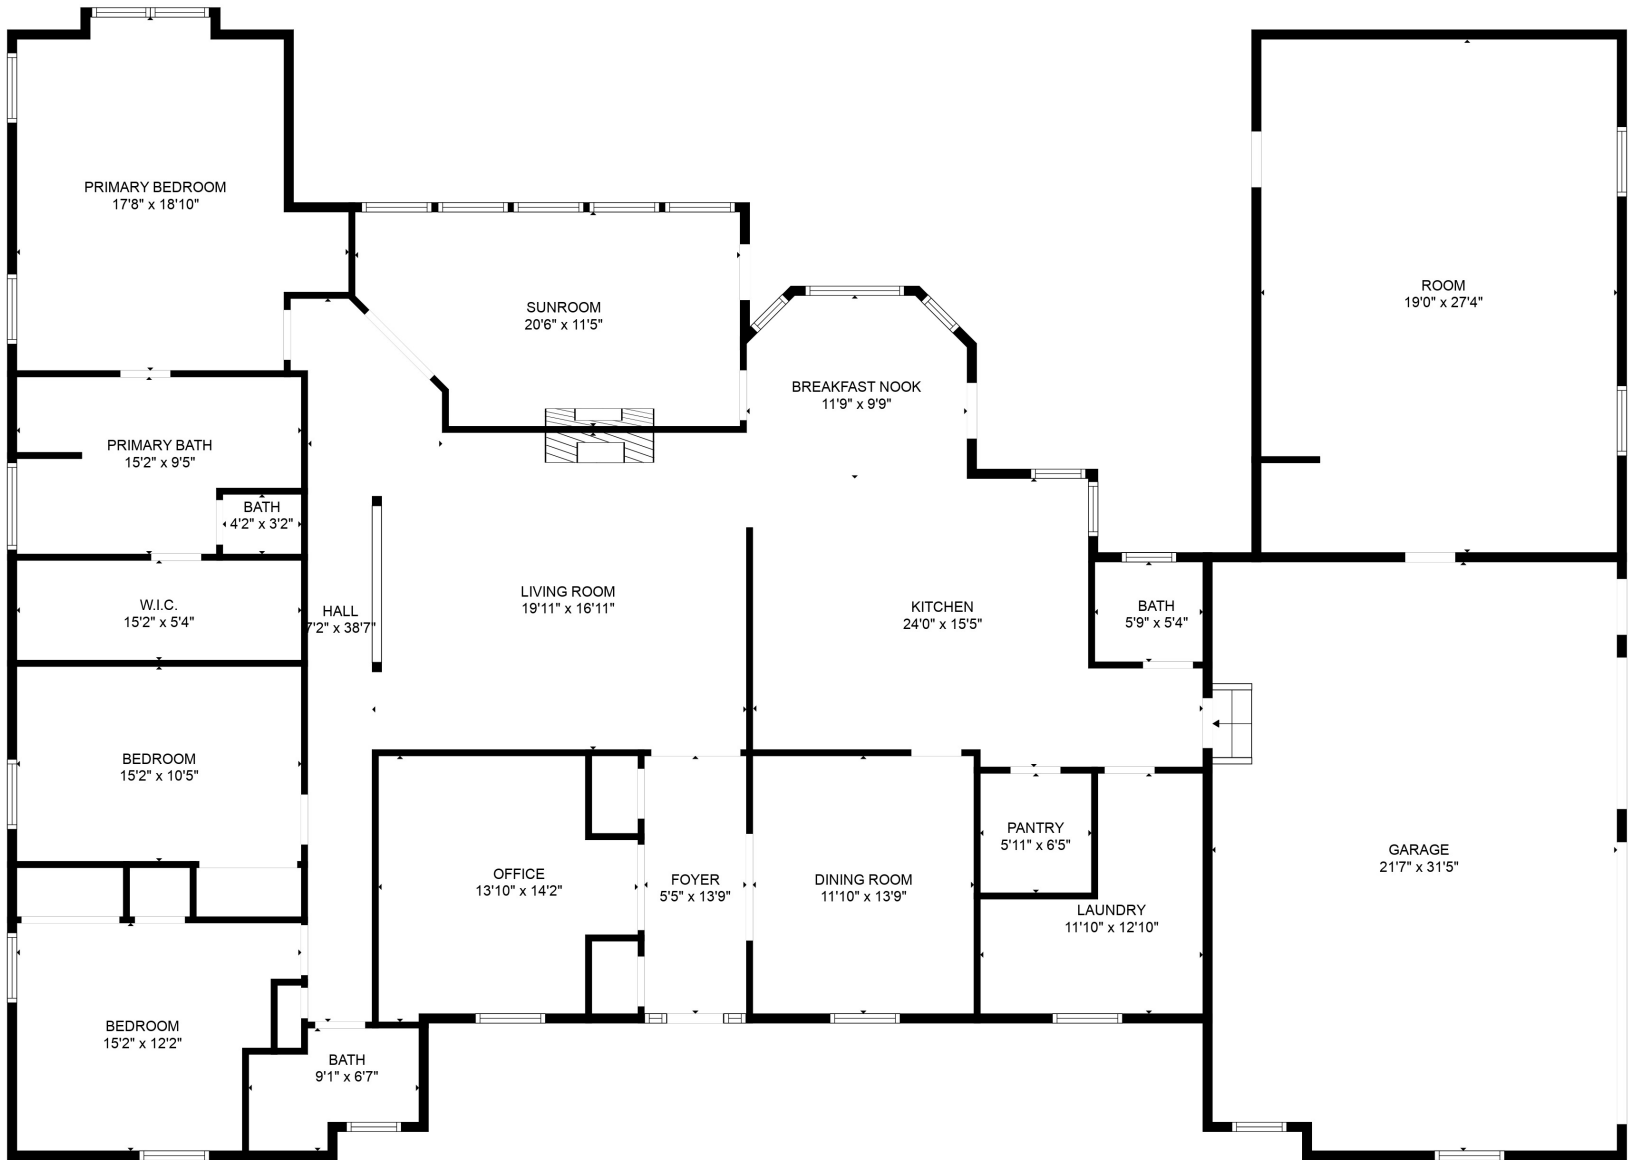 PRIMARY BEDROOM
17'8" x 18'10"
SUNROOM
20'6" x 11'5"
ROOM
19'0" x 27'4"
BREAKFAST NOOK
11'9" x 9'9"
PRIMARY BATH
15'2" x 9'5"
BATH
4'2" x 3'2"
W.I.C.
15'2" x 5'4"
HALL
7'2" x 38'7"
LIVING ROOM
19'11" x 16'11"
KITCHEN
24'0" x 15'5"
BATH
5'9" x 5'4"
BEDROOM
15'2" x 10'5"
OFFICE
13'10" x 14'2"
FOYER
5'5" x 13'9"
DINING ROOM
11'10" x 13'9"
PANTRY
5'11" x 6'5"
GARAGE
21'7" x 31'5"
LAUNDRY
11'10" x 12'10"
BEDROOM
15'2" x 12'2"
BATH
9'1" x 6'7"